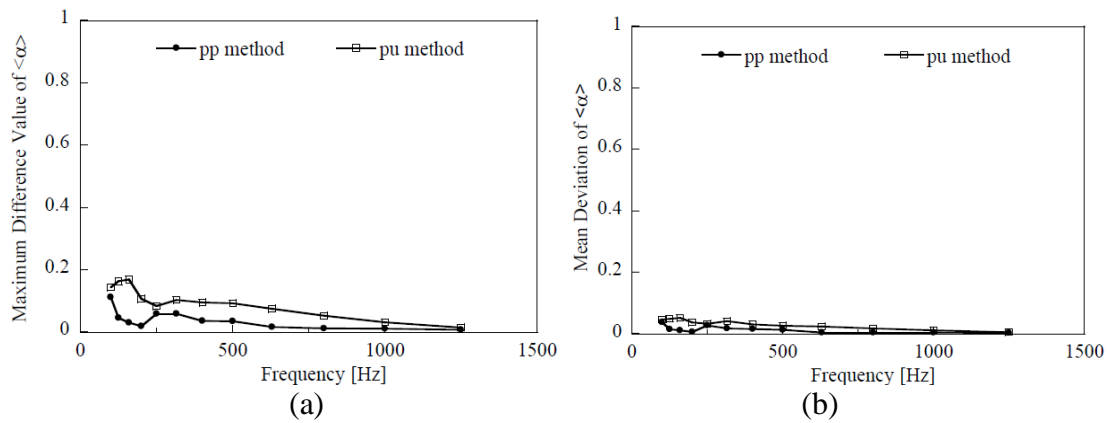 Maximum Difference Value of <α>
1
0.8
0.6
0.4
0.2
0
pp method
pu method
0
500
1000
1500
Frequency [Hz]
(a)
Mean Deviation of <α>
1
0.8
0.6
0.4
0.2
0
pp method
pu method
0
500
1000
1500
Frequency [Hz]
(b)